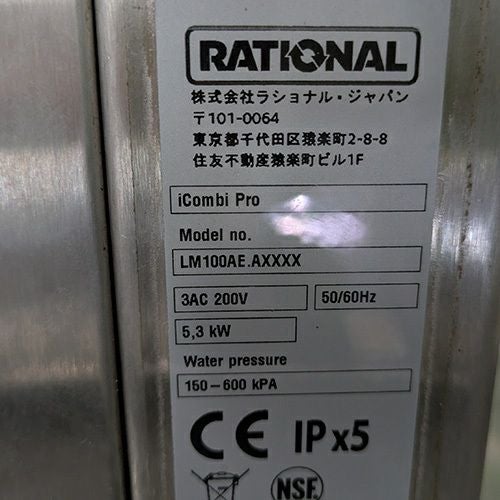 RATIONAL
株式会社ラショナル・ジャパン
〒101-0064
東京都千代田区猿楽町2-8-8
住友不動産猿楽町ビル1F
iCombi Pro
Model no.
LM100AE.AXXXX
3AC 200V 50/60Hz
5,3 kW
Water pressure
150-600 kPA
CE IPx5
NSF